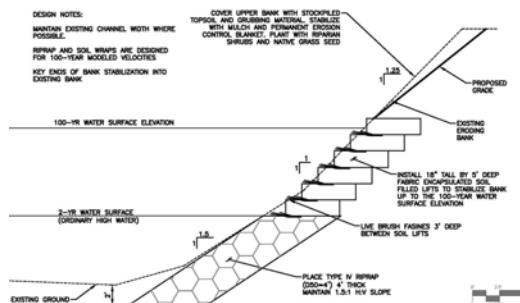 DESIGN NOTES:
MAINTAIN EXISTING CHANNEL WIDTH WHERE
POSSIBLE.
RIPRAP AND SOIL WRAPS ARE DESIGNED
FOR 100-YEAR MODELED VELOCITIES
KEY ENDS OF BANK STABILIZATION INTO
EXISTING BANK
COVER UPPER BANK WITH STOCKPILED
TOPSOIL AND GRUBBING MATERIAL. STABILIZE
WITH MULCH AND PERMANENT EROSION
CONTROL BLANKET. PLANT WITH RIPARIAN
SHRUBS AND NATIVE GRASS SEED
1.25
1
PROPOSED
GRADE
EXISTING
ERODING
BANK
100-YR WATER SURFACE ELEVATION
1
1
INSTALL 18" TALL BY 5' DEEP
FABRIC ENCAPSULATED SOIL
FILLED LIFTS TO STABILIZE BANK
UP TO THE 100-YEAR WATER
SURFACE ELEVATION
2-YR WATER SURFACE
(ORDINARY HIGH WATER)
1.5
1
LIVE BRUSH FASINES 3' DEEP
BETWEEN SOIL LIFTS
PLACE TYPE IV RIPRAP
(D50=4") 4' THICK
MAINTAIN 1.5:1 H:V SLOPE
EXISTING GROUND
2'